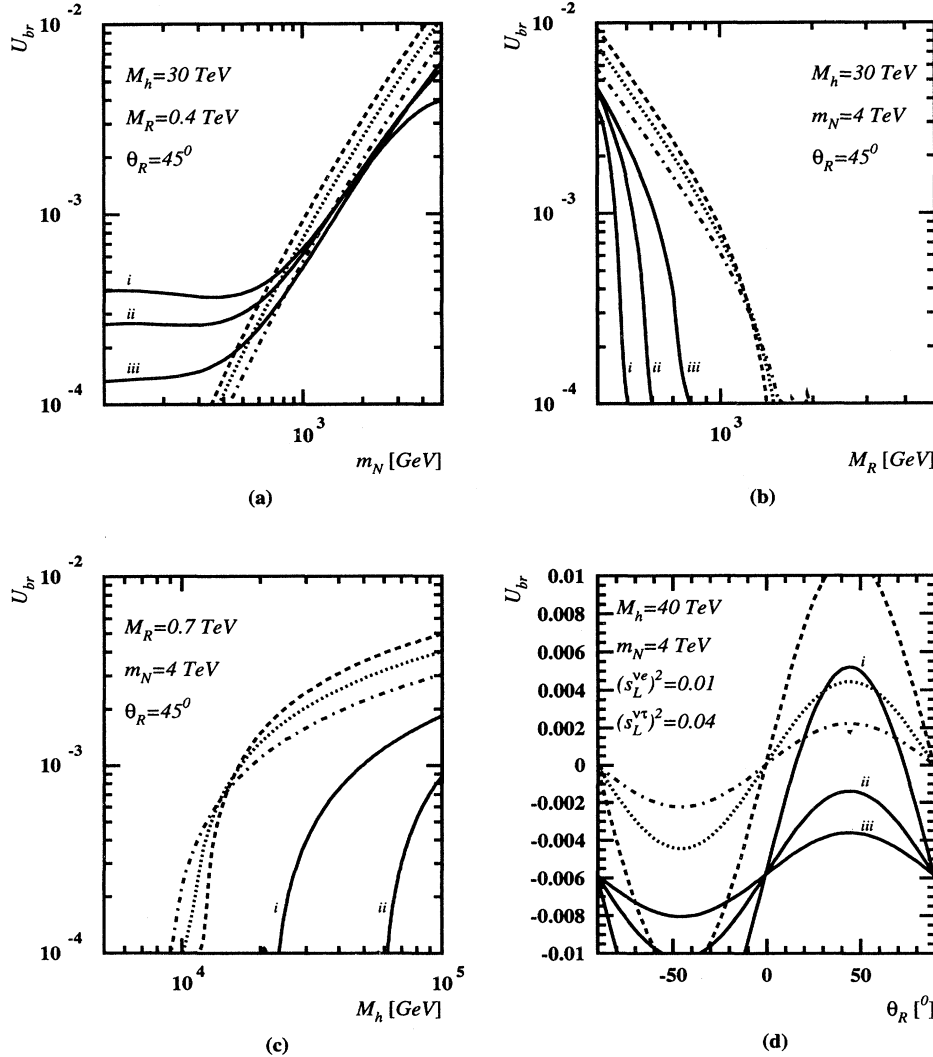 U_br
10^-2
M_h=30 TeV
M_R=0.4 TeV
θ_R=45^0
10^-3
i
ii
iii
10^-4
10^3
m_N [GeV]
(a)
U_br
10^-2
M_h=30 TeV
m_N=4 TeV
θ_R=45^0
10^-3
i ii iii
10^-4
10^3
M_R [GeV]
(b)
U_br
10^-2
M_R=0.7 TeV
m_N=4 TeV
θ_R=45^0
10^-3
i ii
10^-4
10^4 10^5
M_h [GeV]
(c)
U_br
0.01
0.008
0.006
0.004
0.002
0
-0.002
-0.004
-0.006
-0.008
-0.01
M_h=40 TeV
m_N=4 TeV
(s_L^νe)^2=0.01
(s_L^ντ)^2=0.04
i
ii
iii
-50 0 50
θ_R [^0]
(d)